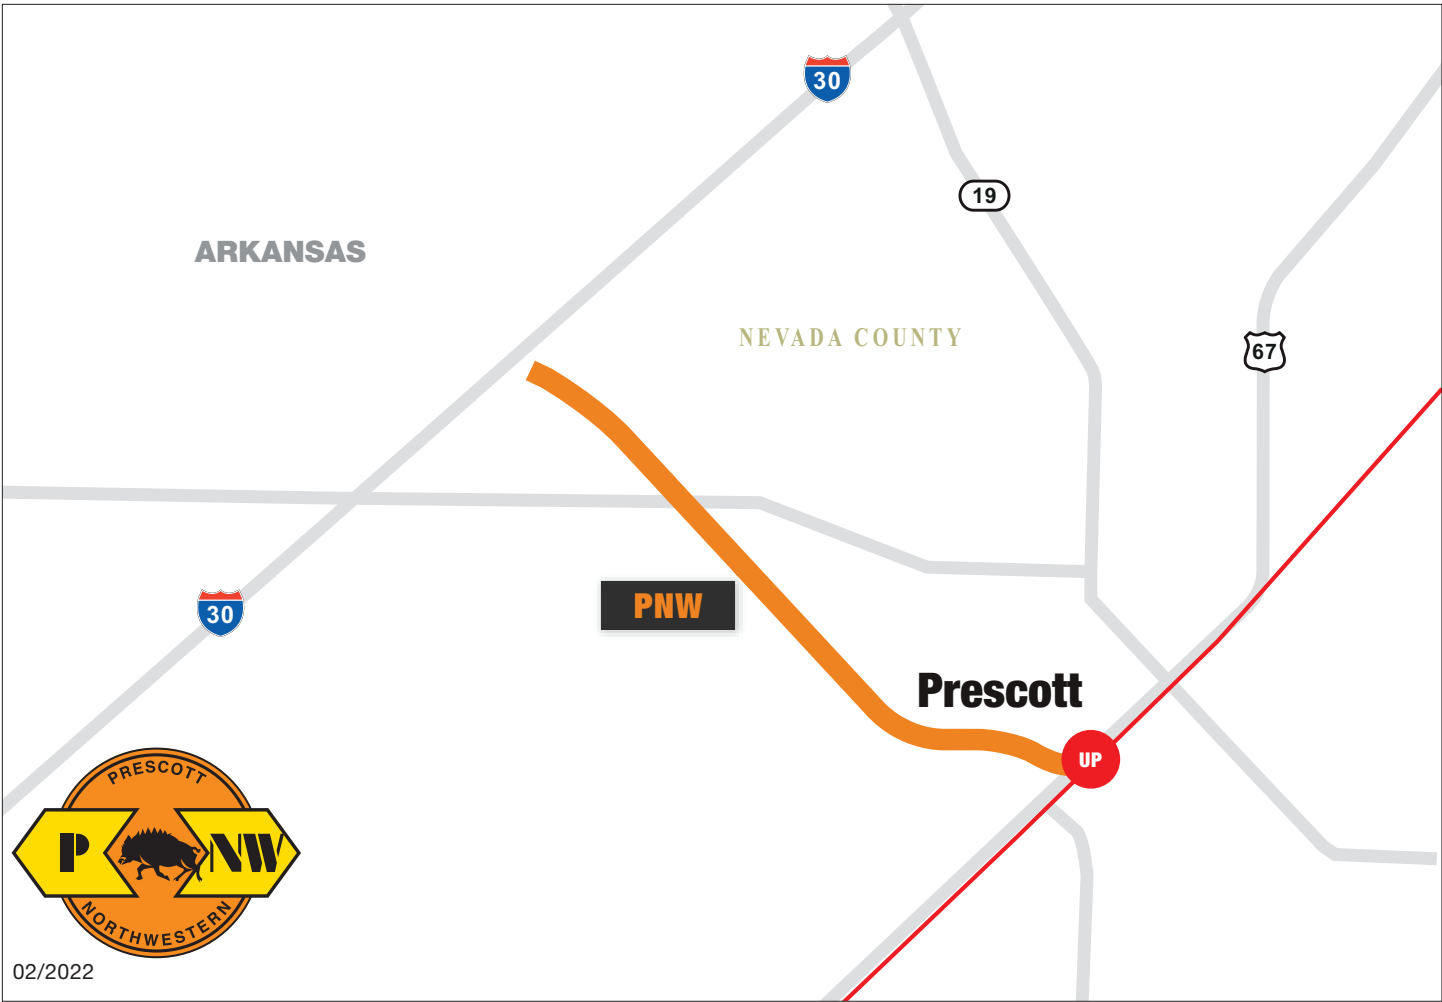 30
19
ARKANSAS
NEVADA COUNTY
67
PNW
30
Prescott
UP
PRESCOTT
P NW
NORTHWESTERN
02/2022